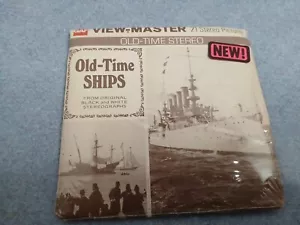 VIEW-MASTER 21 Stereo Pictures
OLD-TIME STEREO
NEW!
Old-Time
SHIPS
FROM ORIGINAL
BLACK and WHITE
STEREOGRAPHS